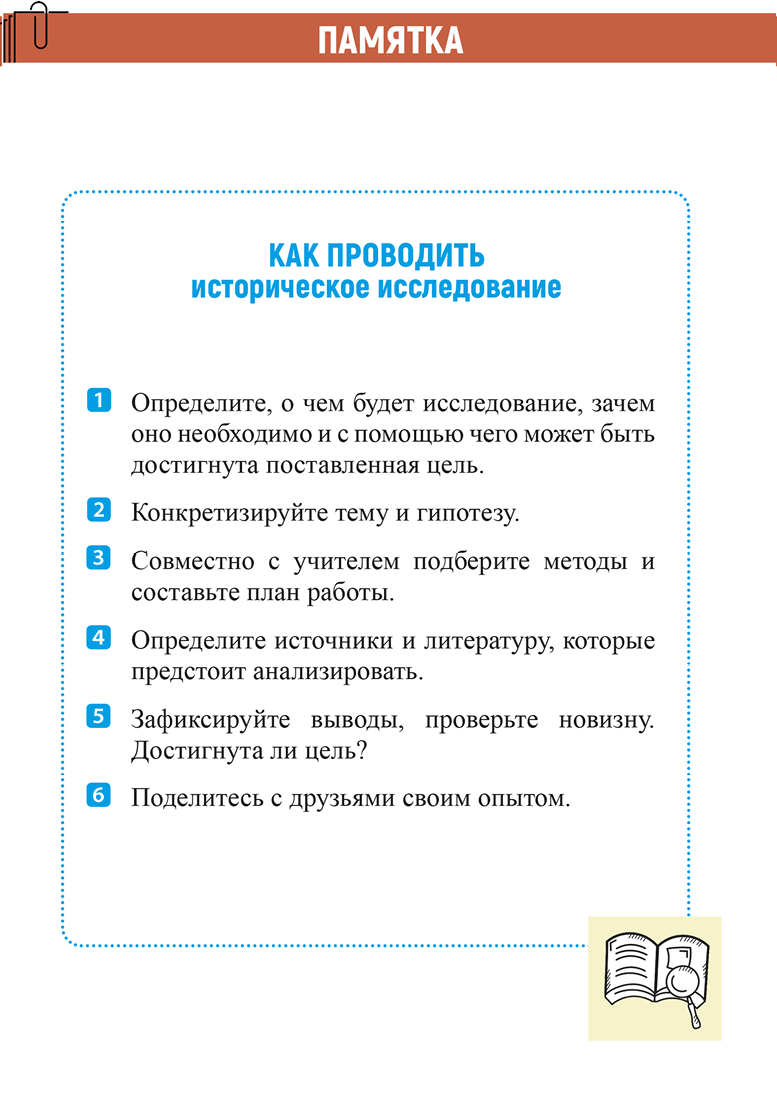 ПАМЯТКА
КАК ПРОВОДИТЬ
историческое исследование
1 Определите, о чем будет исследование, зачем
оно необходимо и с помощью чего может быть
достигнута поставленная цель.
2 Конкретизируйте тему и гипотезу.
3 Совместно с учителем подберите методы и
составьте план работы.
4 Определите источники и литературу, которые
предстоит анализировать.
5 Зафиксируйте выводы, проверьте новизну.
Достигнута ли цель?
6 Поделитесь с друзьями своим опытом.